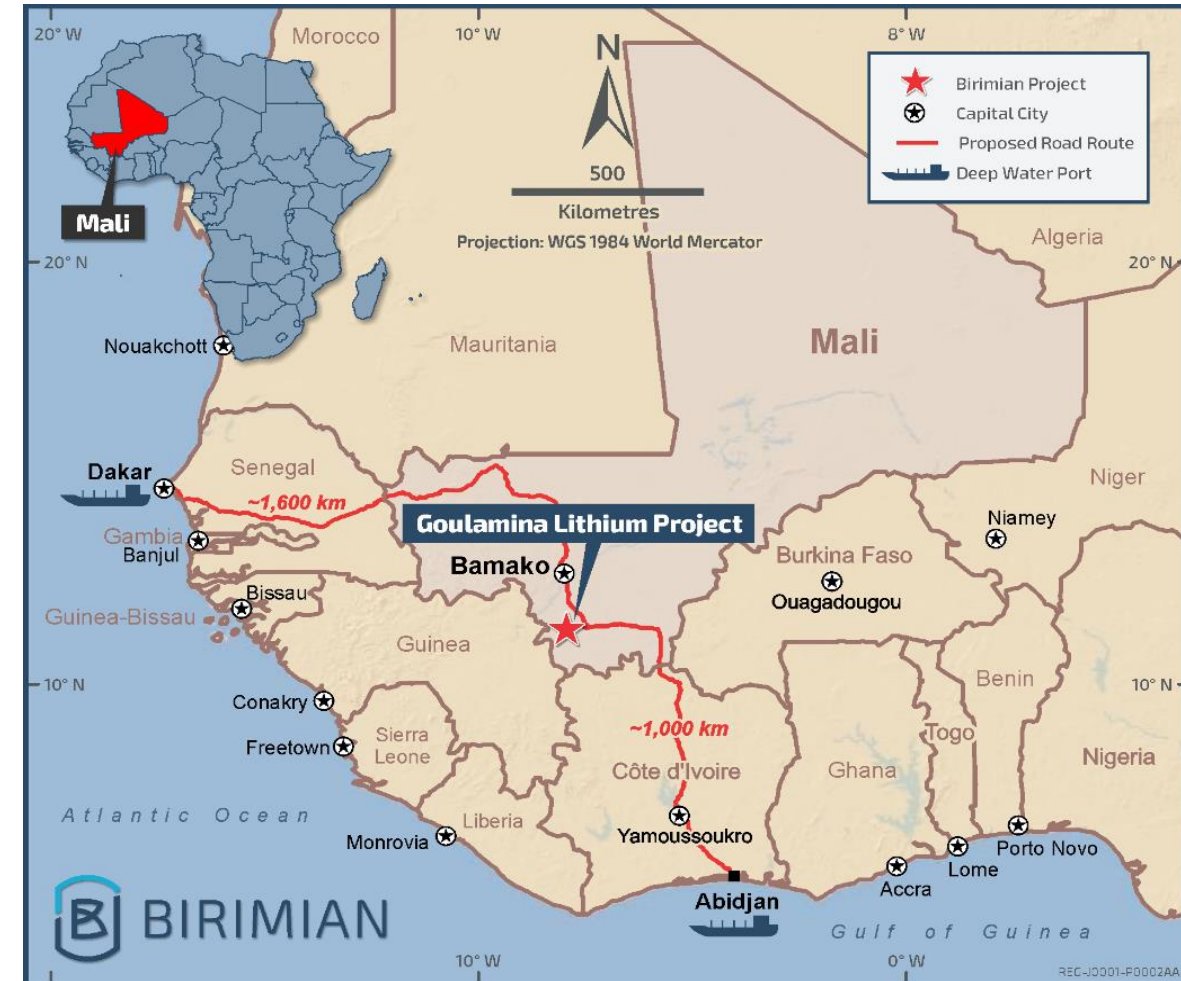 20° W
Morocco
10° W
8° W
N
Birimian Project
Capital City
Proposed Road Route
Deep Water Port
500
Kilometres
Projection: WGS 1984 World Mercator
Mali
Algeria
20° N
20° N
Nouakchott
Mauritania
Mali
Dakar
Senegal
~1,600 km
Niger
Goulamina Lithium Project
Gambia
Banjul
Niamey
Bamako
Burkina Faso
Bissau
Ouagadougou
Guinea-Bissau
Guinea
Benin
10° N
10° N
Conakry
~1,000 km
Togo
Freetown
Sierra
Leone
Nigeria
Côte d'Ivoire
Ghana
Atlantic Ocean
Liberia
Monrovia
Yamoussoukro
Porto Novo
Lome
Accra
Abidjan
B BIRIMIAN
Gulf of Guinea
10° W
0° W
REC-J0001-P0002AA